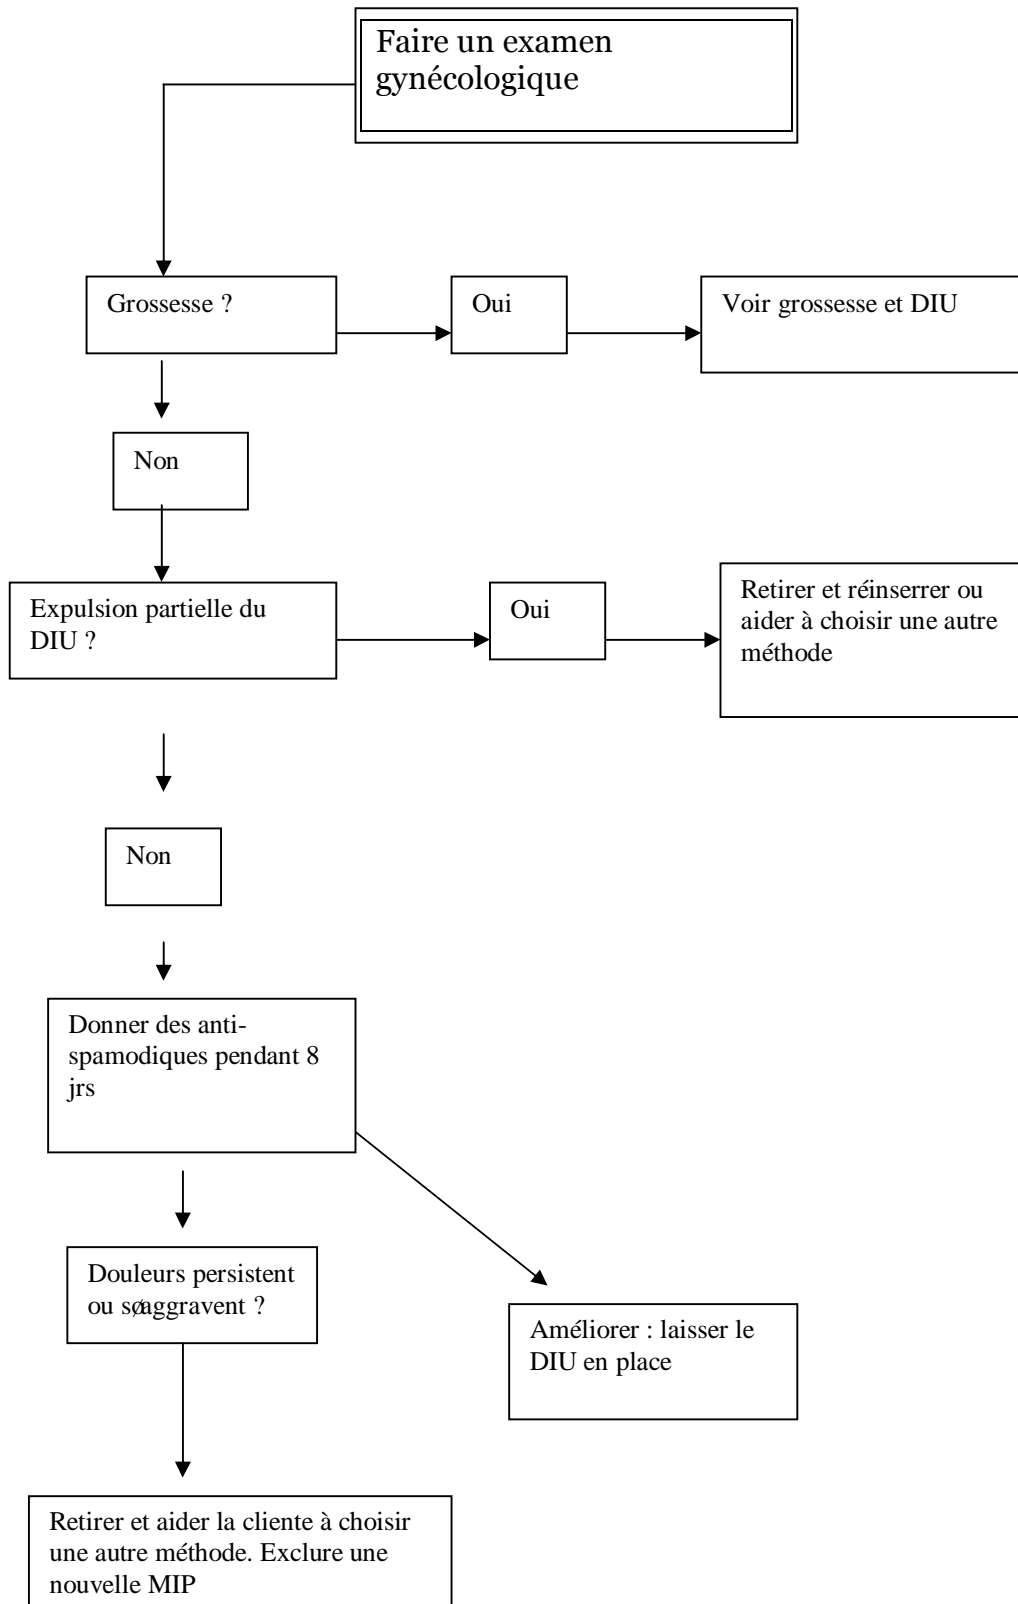 Faire un examen
gynécologique
Grossesse ?
Oui
Voir grossesse et DIU
Non
Expulsion partielle du
DIU ?
Oui
Retirer et réinserrer ou
aider à choisir une autre
méthode
Non
Donner des anti-
spamodiques pendant 8
jrs
Douleurs persistent
ou søaggravent ?
Améliorer : laisser le
DIU en place
Retirer et aider la cliente à choisir
une autre méthode. Exclure une
nouvelle MIP